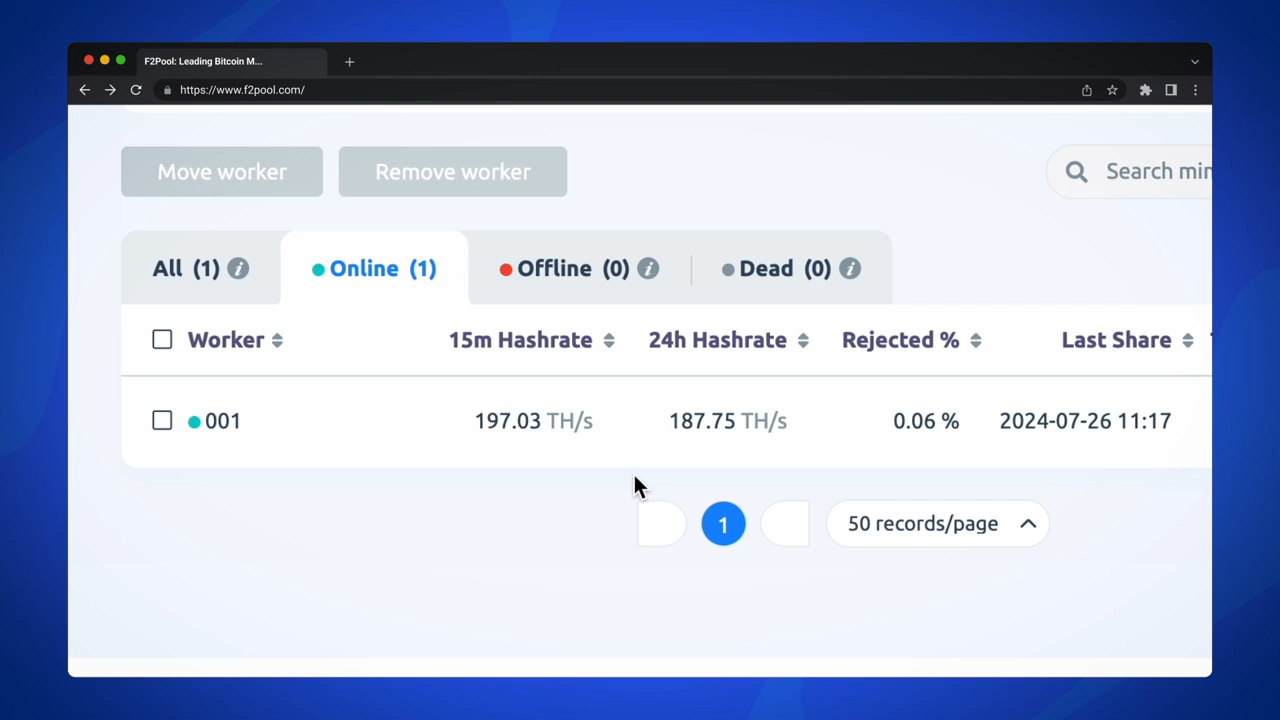 F2Pool: Leading Bitcoin M...
https://www.f2pool.com/
Move worker Remove worker Search min
All (1) Online (1) Offline (0) Dead (0)
Worker 15m Hashrate 24h Hashrate Rejected % Last Share
001 197.03 TH/s 187.75 TH/s 0.06 % 2024-07-26 11:17
1 50 records/page